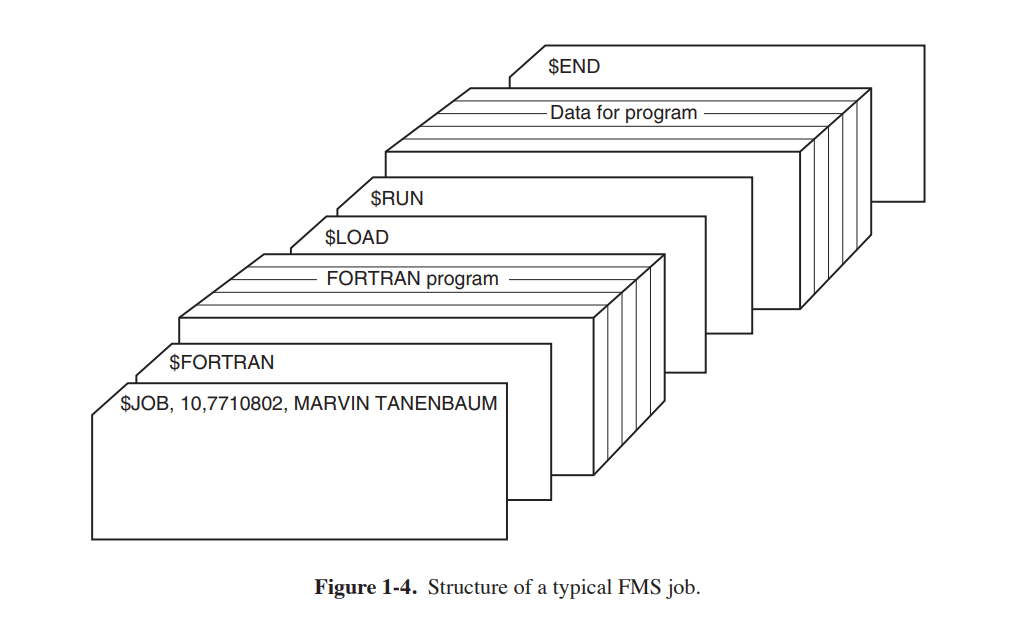 $END
Data for program
$RUN
$LOAD
FORTRAN program
$FORTRAN
$JOB, 10,7710802, MARVIN TANENBAUM
Figure 1-4. Structure of a typical FMS job.